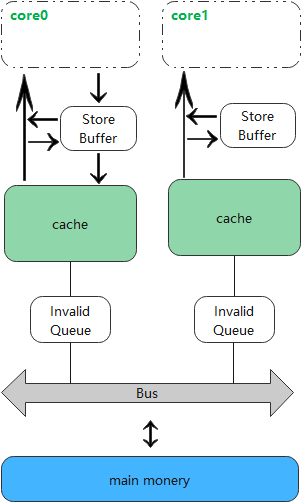 core0
core1
Store
Buffer
Store
Buffer
cache
cache
Invalid
Queue
Invalid
Queue
Bus
main monery